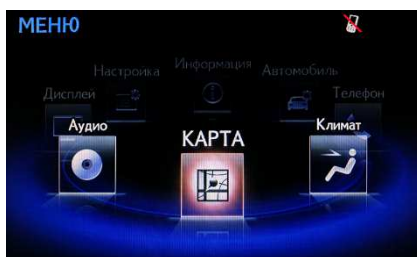 МЕНЮ
Информация
Настройка
Автомобиль
Дисплей
Телефон
Аудио
КАРТА
Климат